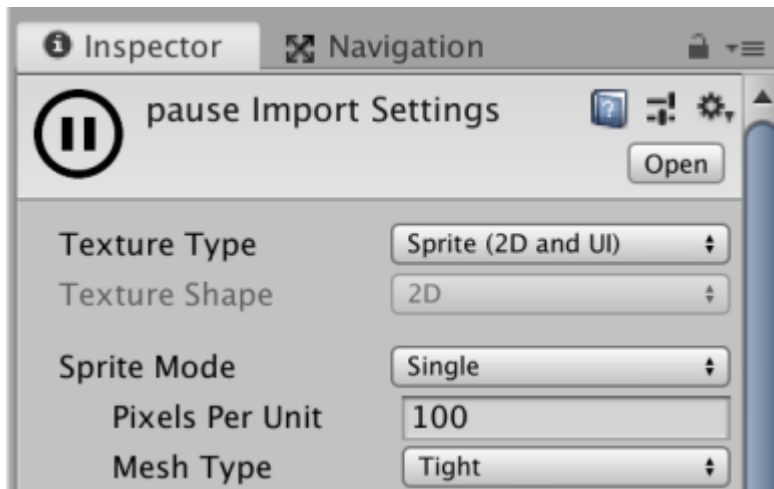 Inspector Navigation
pause Import Settings
Open
Texture Type Sprite (2D and UI)
Texture Shape 2D
Sprite Mode Single
Pixels Per Unit 100
Mesh Type Tight